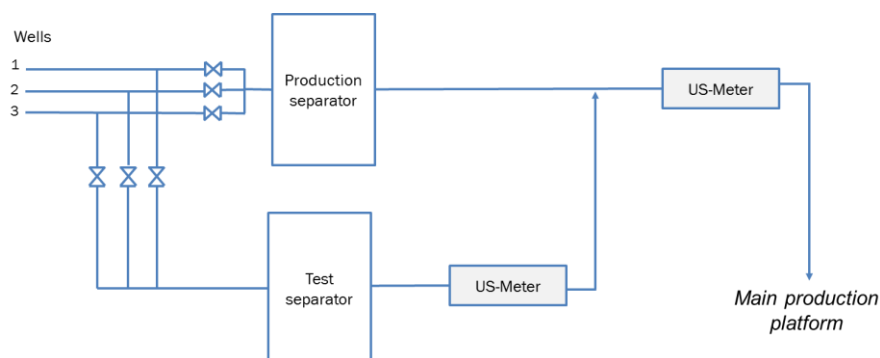 Wells
1
2
3
Production
separator
US-Meter
Test
separator
US-Meter
Main production
platform